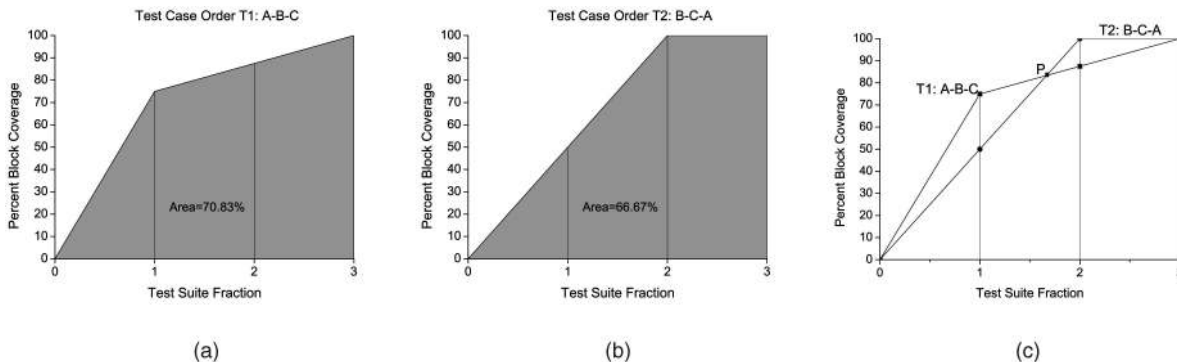 Test Case Order T1: A-B-C
Percent Block Coverage
100
90
80
70
60
50
40
30
20
10
0
Area=70.83%
0 1 2 3
Test Suite Fraction
(a)
Test Case Order T2: B-C-A
Percent Block Coverage
100
90
80
70
60
50
40
30
20
10
0
Area=66.67%
0 1 2 3
Test Suite Fraction
(b)
T2: B-C-A
P
T1: A-B-C
Percent Block Coverage
100
90
80
70
60
50
40
30
20
10
0
0 1 2
Test Suite Fraction
(c)